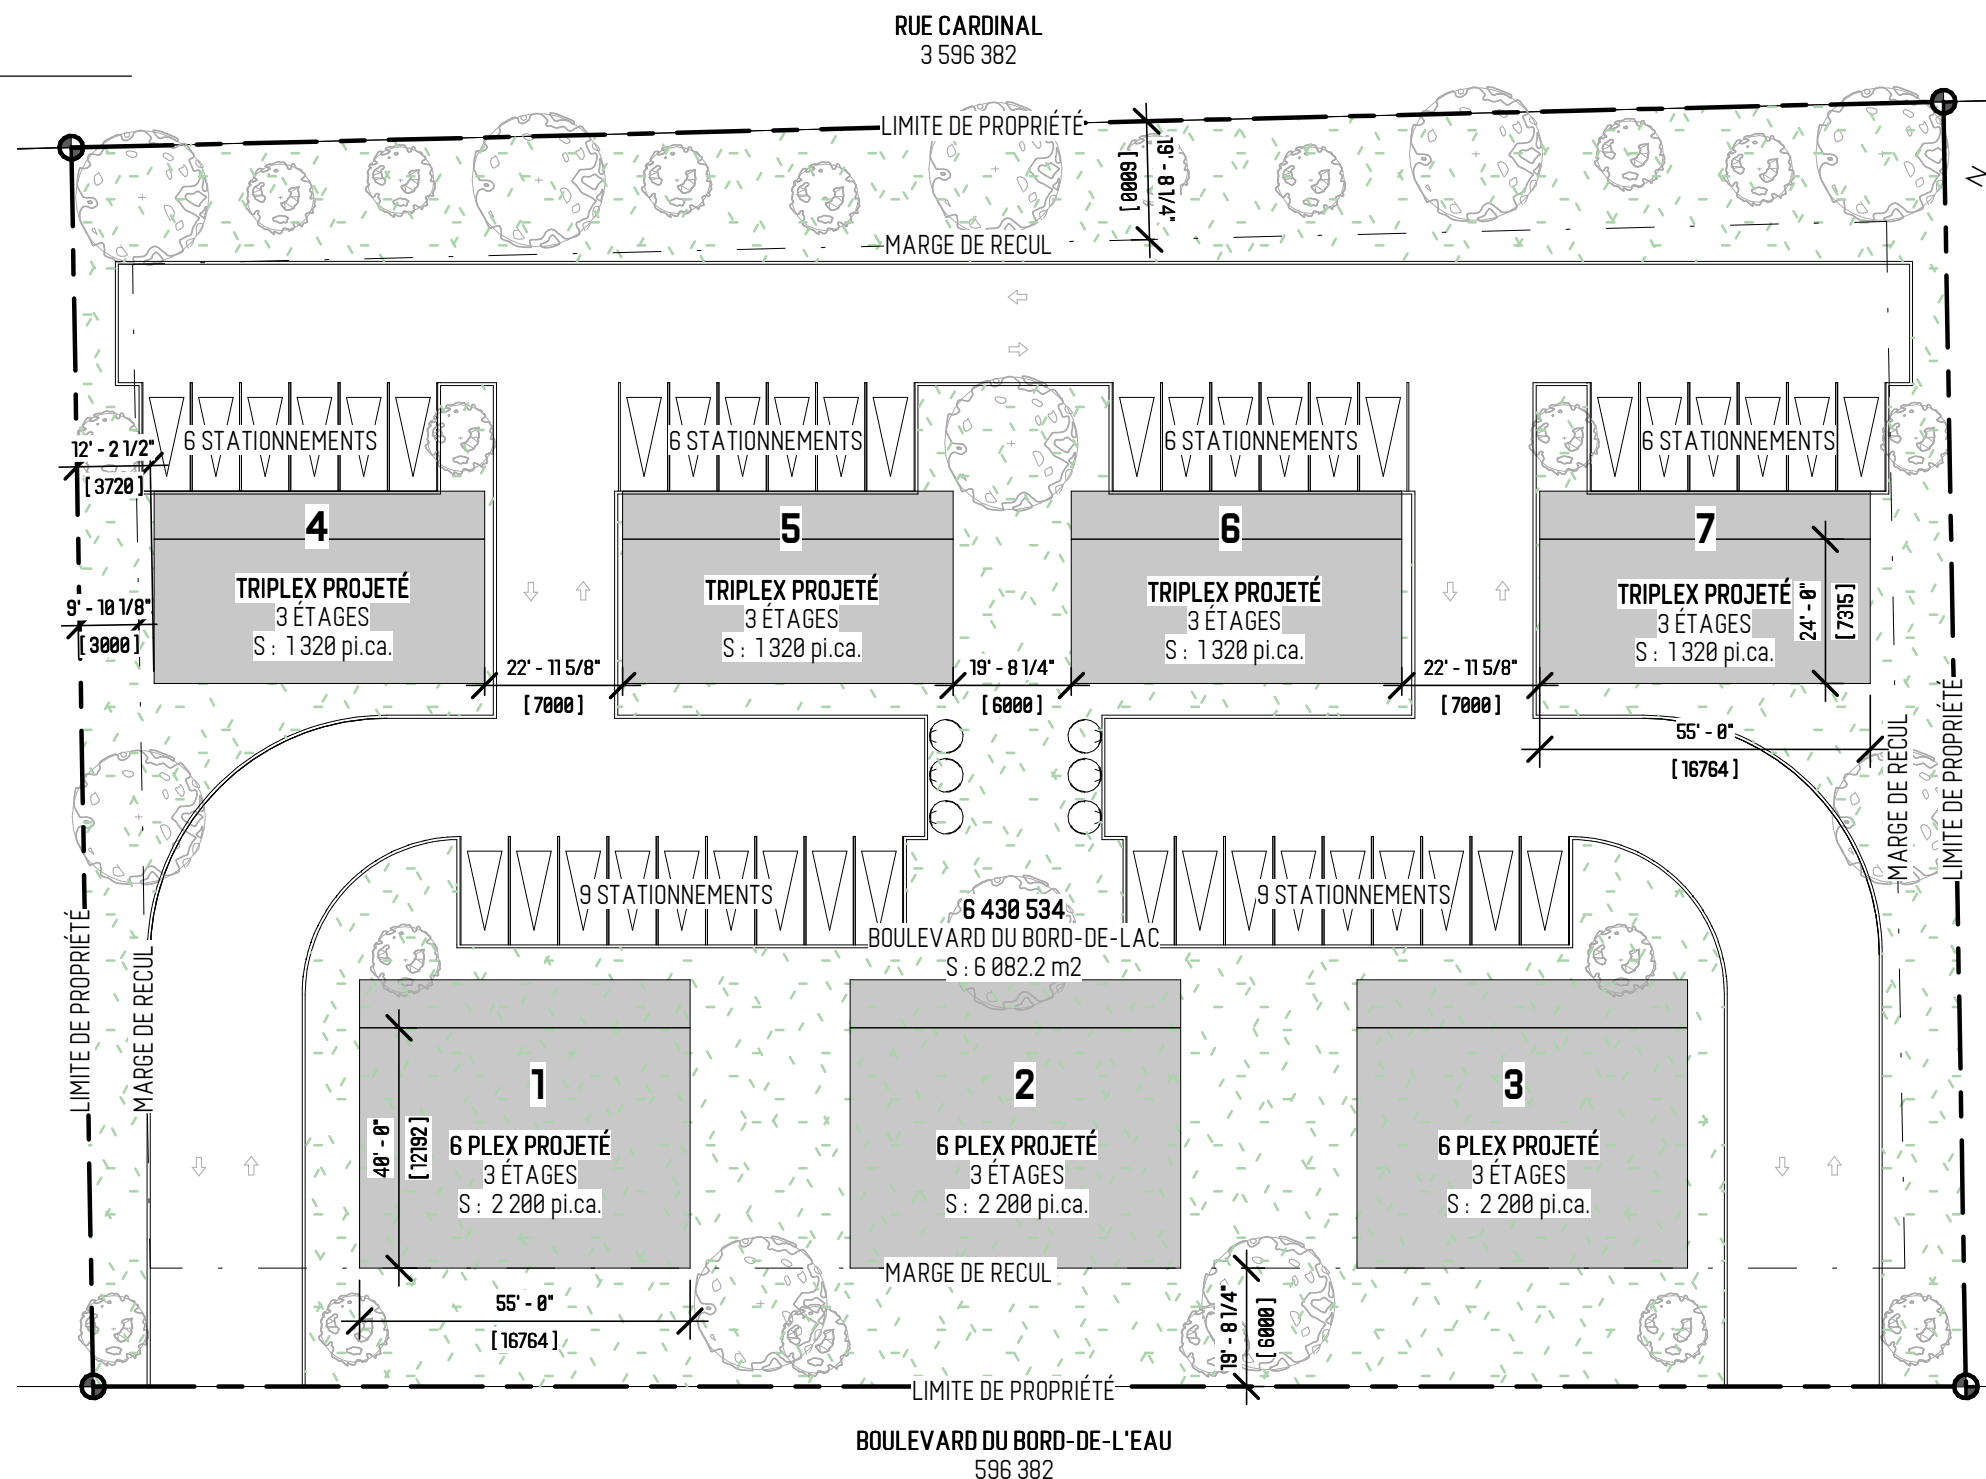 RUE CARDINAL
3 596 382
LIMITE DE PROPRIÉTÉ
19' - 8 1/4"
[ 6000 ]
MARGE DE RECUL
6 STATIONNEMENTS
6 STATIONNEMENTS
6 STATIONNEMENTS
6 STATIONNEMENTS
12' - 2 1/2"
[ 3720 ]
4
TRIPLEX PROJETÉ
3 ÉTAGES
S : 1 320 pi.ca.
5
TRIPLEX PROJETÉ
3 ÉTAGES
S : 1 320 pi.ca.
6
TRIPLEX PROJETÉ
3 ÉTAGES
S : 1 320 pi.ca.
7
TRIPLEX PROJETÉ
3 ÉTAGES
S : 1 320 pi.ca.
24' - 0"
[ 7315 ]
9' - 10 1/8"
[ 3000 ]
22' - 11 5/8"
[ 7000 ]
19' - 8 1/4"
[ 6000 ]
22' - 11 5/8"
[ 7000 ]
55' - 0"
[ 16764 ]
MARGE DE RECUL
LIMITE DE PROPRIÉTÉ
9 STATIONNEMENTS
9 STATIONNEMENTS
6 430 534
BOULEVARD DU BORD-DE-LAC
S : 6 082.2 m2
LIMITE DE PROPRIÉTÉ
MARGE DE RECUL
1
6 PLEX PROJETÉ
3 ÉTAGES
S : 2 200 pi.ca.
40' - 0"
[ 12192 ]
2
6 PLEX PROJETÉ
3 ÉTAGES
S : 2 200 pi.ca.
3
6 PLEX PROJETÉ
3 ÉTAGES
S : 2 200 pi.ca.
MARGE DE RECUL
55' - 0"
[ 16764 ]
19' - 8 1/4"
[ 6000 ]
LIMITE DE PROPRIÉTÉ
BOULEVARD DU BORD-DE-L'EAU
596 382